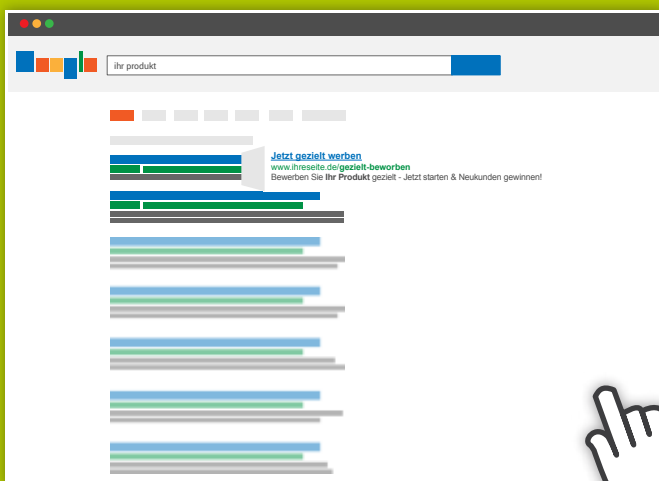 ihr produkt
Jetzt gezielt werben
www.ihreseite.de/gezielt-beworben
Bewerben Sie Ihr Produkt gezielt - Jetzt starten & Neukunden gewinnen!